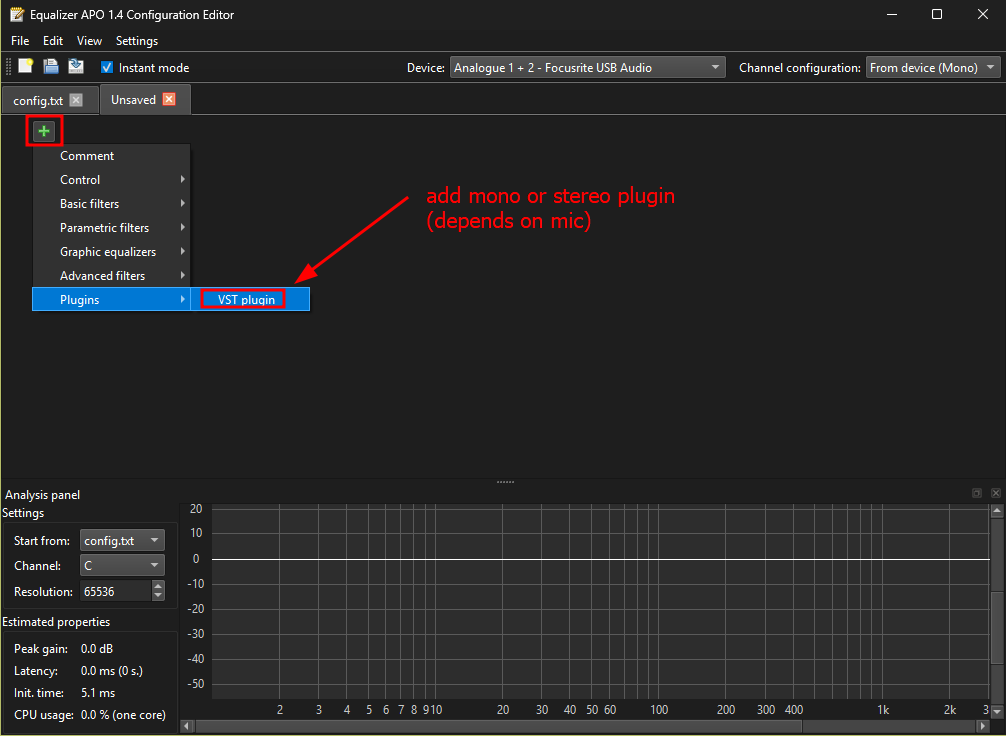 Equalizer APO 1.4 Configuration Editor
File Edit View Settings
Instant mode Device: Analogue 1 + 2 - Focusrite USB Audio Channel configuration: From device (Mono)
config.txt Unsaved
Comment
Control
Basic filters
Parametric filters
Graphic equalizers
Advanced filters
Plugins VST plugin
add mono or stereo plugin
(depends on mic)
Analysis panel
Settings
Start from: config.txt
Channel: C
Resolution: 65536
Estimated properties
Peak gain: 0.0 dB
Latency: 0.0 ms (0 s.)
Init. time: 5.1 ms
CPU usage: 0.0 % (one core)
20
10
0
-10
-20
-30
-40
-50
2 3 4 5 6 7 8 9 10 20 30 40 50 60 100 200 300 400 1k 2k 3